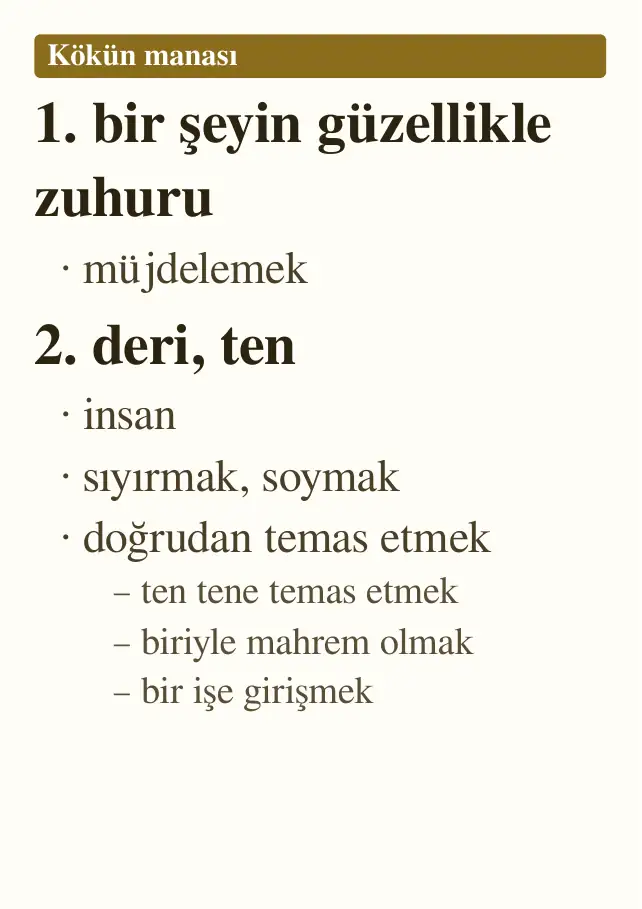 Kökün manası
1. bir şeyin güzellikle
zuhuru
· müjdelemek
2. deri, ten
· insan
· sıyırmak, soymak
· doğrudan temas etmek
– ten tene temas etmek
– biriyle mahrem olmak
– bir işe girişmek